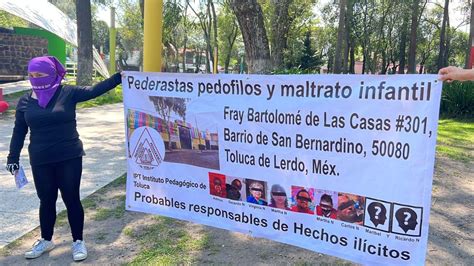 Pederastas pedofilos y maltrato infantil
Fray Bartolomé de Las Casas #301,
Barrio de San Bernardino, 50080
Toluca de Lerdo, Méx.
IPT Instituto Pedagógico de
Toluca
Probables responsables de Hechos ilícitos